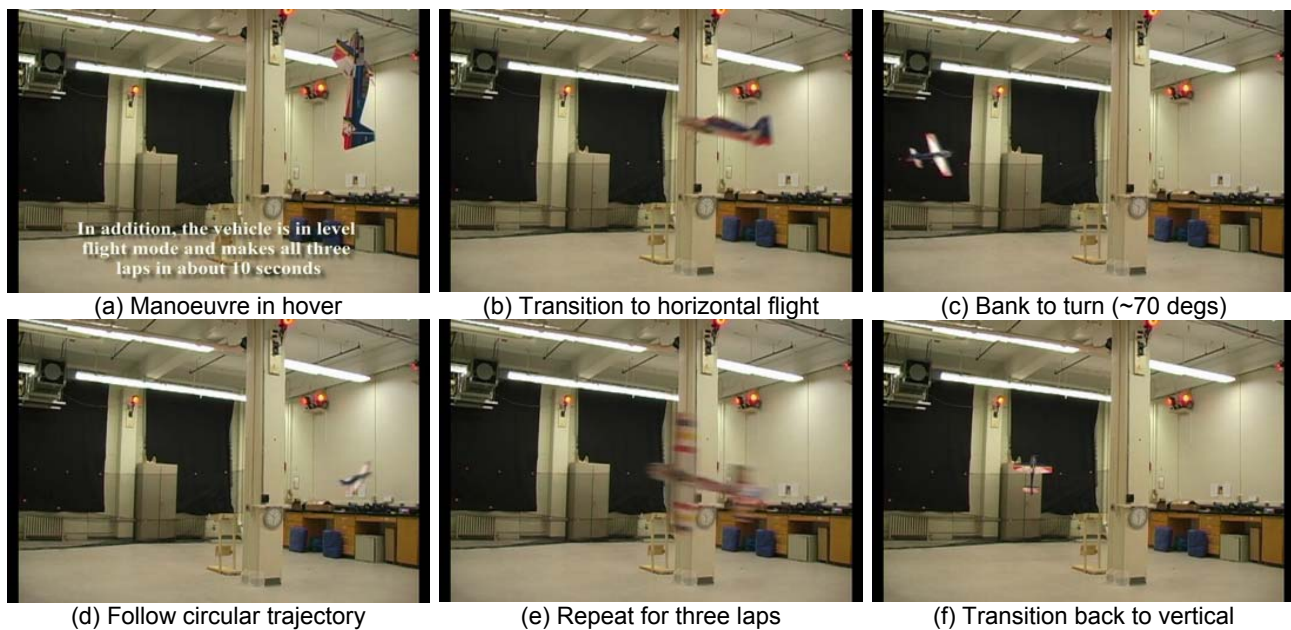 In addition, the vehicle is in level
flight mode and makes all three
laps in about 10 seconds
(a) Manoeuvre in hover
(b) Transition to horizontal flight
(c) Bank to turn (~70 degs)
(d) Follow circular trajectory
(e) Repeat for three laps
(f) Transition back to vertical